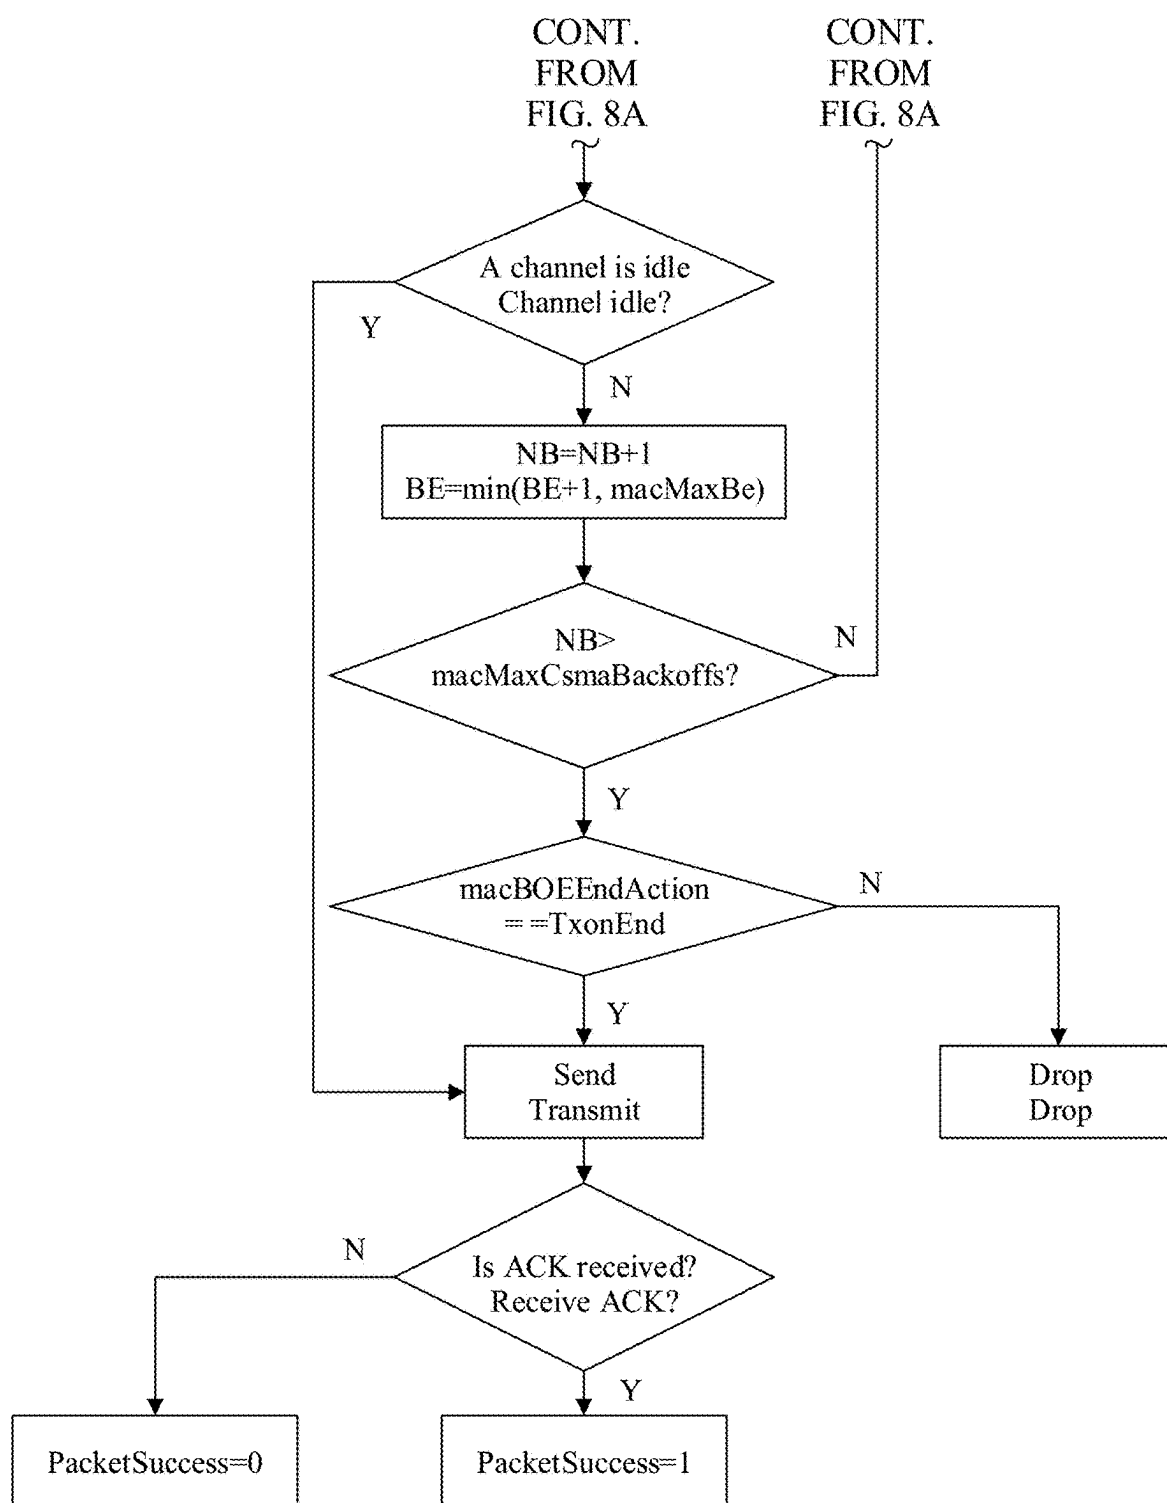 CONT.
FROM
FIG. 8A
CONT.
FROM
FIG. 8A
A channel is idle
Channel idle?
Y
N
NB=NB+1
BE=min(BE+1, macMaxBe)
NB>
macMaxCsmaBackoffs?
N
Y
macBOEEndAction
= =TxonEnd
N
Y
Send
Transmit
Drop
Drop
Is ACK received?
Receive ACK?
N
Y
PacketSuccess=0
PacketSuccess=1